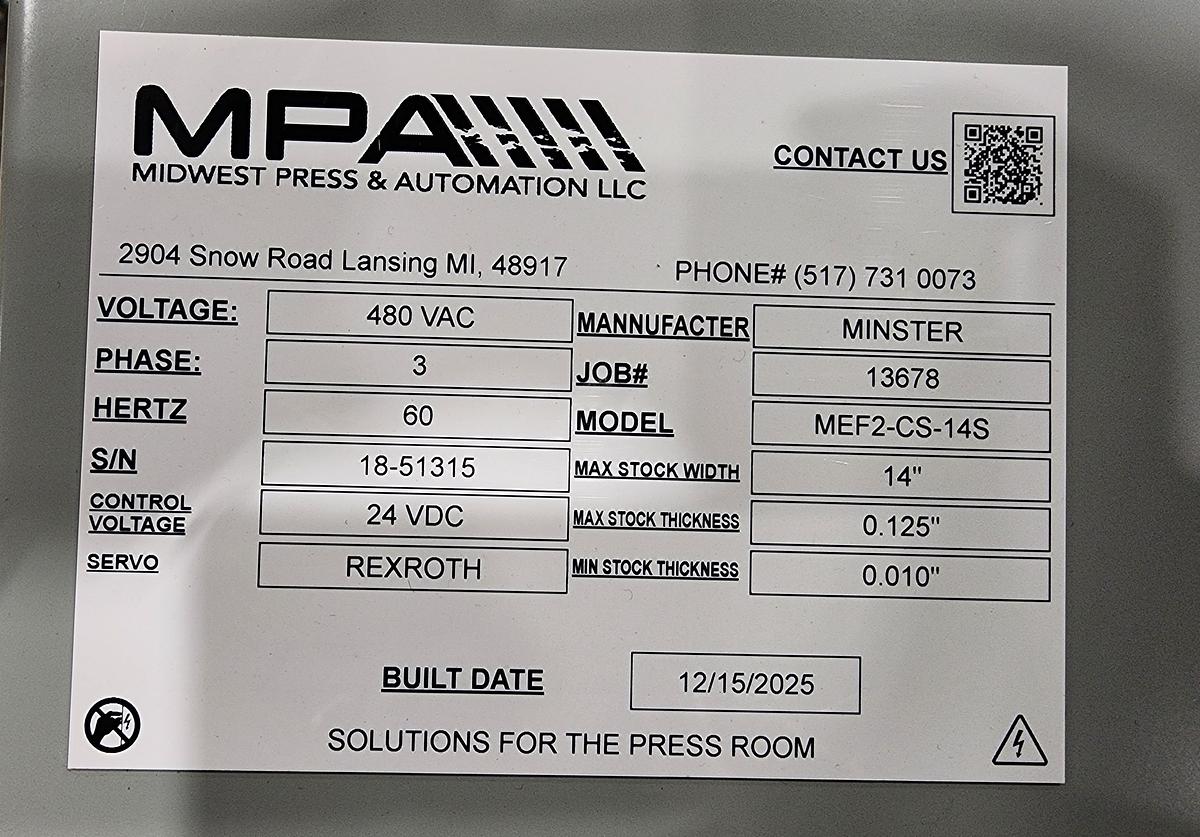 MPA
MIDWEST PRESS & AUTOMATION LLC
CONTACT US
2904 Snow Road Lansing MI, 48917
PHONE# (517) 731 0073
VOLTAGE: 480 VAC MANNUFACTER MINSTER
PHASE: 3 JOB# 13678
HERTZ 60 MODEL MEF2-CS-14S
S/N 18-51315 MAX STOCK WIDTH 14"
CONTROL
VOLTAGE 24 VDC MAX STOCK THICKNESS 0.125"
SERVO REXROTH MIN STOCK THICKNESS 0.010"
BUILT DATE 12/15/2025
SOLUTIONS FOR THE PRESS ROOM